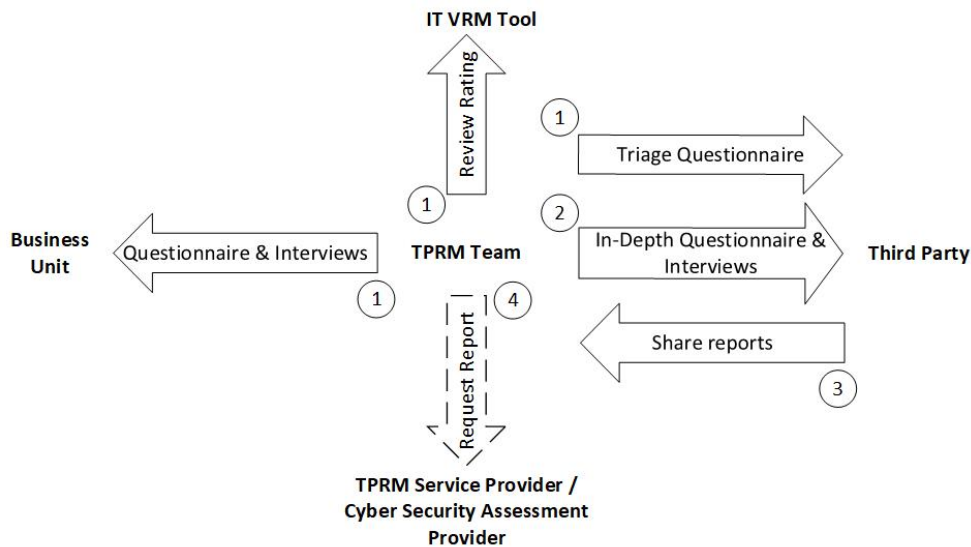 IT VRM Tool
Review Rating
1
Triage Questionnaire
1
2
Business
Unit
Questionnaire & Interviews
TPRM Team
In-Depth Questionnaire &
Interviews
Third Party
1
4
Request Report
Share reports
3
TPRM Service Provider /
Cyber Security Assessment
Provider